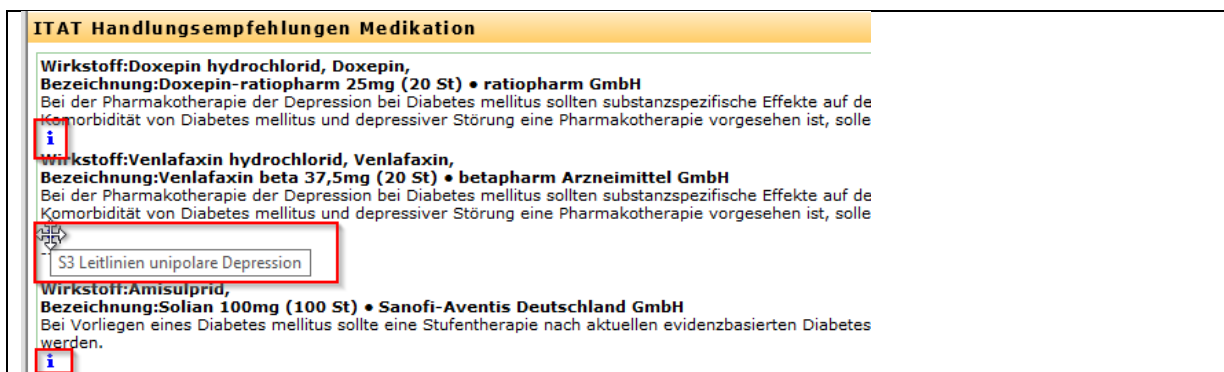 ITAT Handlungsempfehlungen Medikation
Wirkstoff:Doxepin hydrochlorid, Doxepin,
Bezeichnung:Doxepin-ratiopharm 25mg (20 St) • ratiopharm GmbH
Bei der Pharmakotherapie der Depression bei Diabetes mellitus sollten substanzspezifische Effekte auf de
Komorbidität von Diabetes mellitus und depressiver Störung eine Pharmakotherapie vorgesehen ist, solle
i
Wirkstoff:Venlafaxin hydrochlorid, Venlafaxin,
Bezeichnung:Venlafaxin beta 37,5mg (20 St) • betapharm Arzneimittel GmbH
Bei der Pharmakotherapie der Depression bei Diabetes mellitus sollten substanzspezifische Effekte auf de
Komorbidität von Diabetes mellitus und depressiver Störung eine Pharmakotherapie vorgesehen ist, solle
S3 Leitlinien unipolare Depression
Wirkstoff:Amisulprid,
Bezeichnung:Solian 100mg (100 St) • Sanofi-Aventis Deutschland GmbH
Bei Vorliegen eines Diabetes mellitus sollte eine Stufentherapie nach aktuellen evidenzbasierten Diabetes
werden.
i